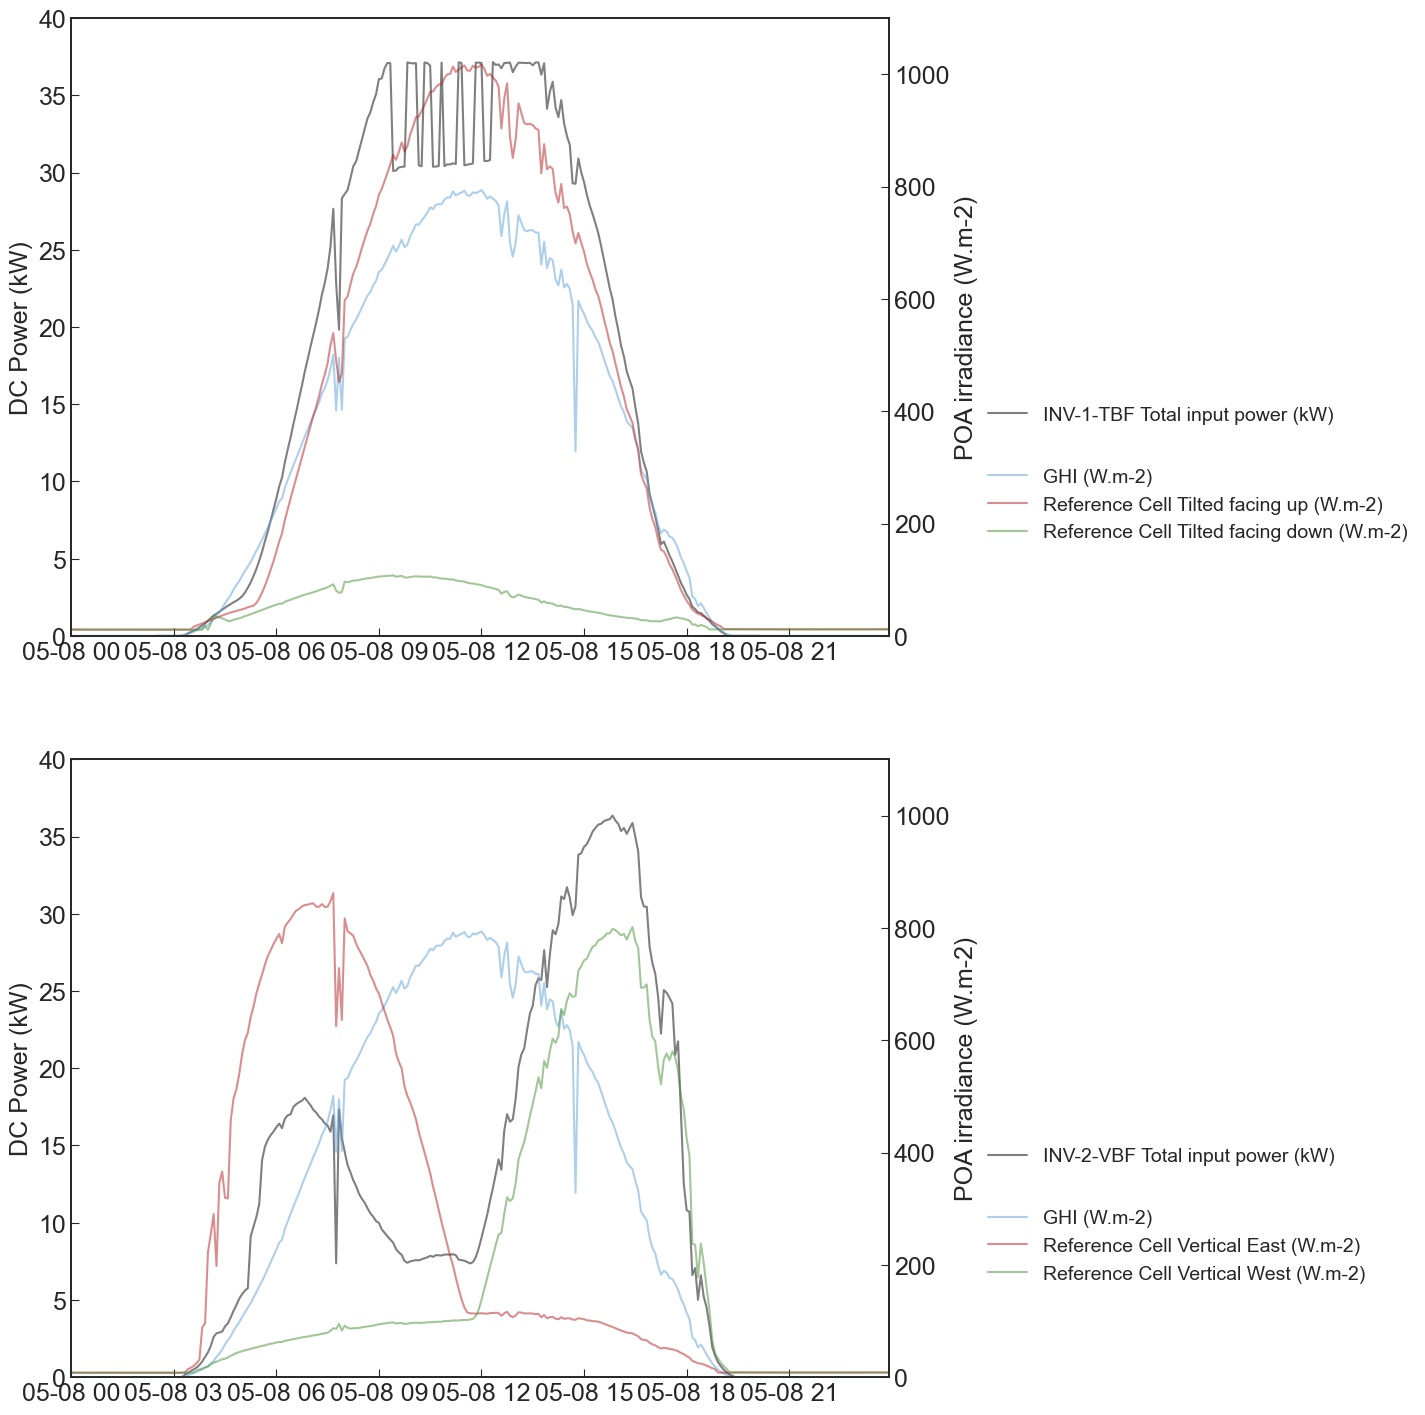 40
35
30
25
20
15
10
5
0
DC Power (kW)
1000
800
600
400
200
0
POA irradiance (W.m-2)
05-08 00 05-08 03 05-08 06 05-08 09 05-08 12 05-08 15 05-08 18 05-08 21
INV-1-TBF Total input power (kW)
GHI (W.m-2)
Reference Cell Tilted facing up (W.m-2)
Reference Cell Tilted facing down (W.m-2)
40
35
30
25
20
15
10
5
0
DC Power (kW)
1000
800
600
400
200
0
POA irradiance (W.m-2)
05-08 00 05-08 03 05-08 06 05-08 09 05-08 12 05-08 15 05-08 18 05-08 21
INV-2-VBF Total input power (kW)
GHI (W.m-2)
Reference Cell Vertical East (W.m-2)
Reference Cell Vertical West (W.m-2)